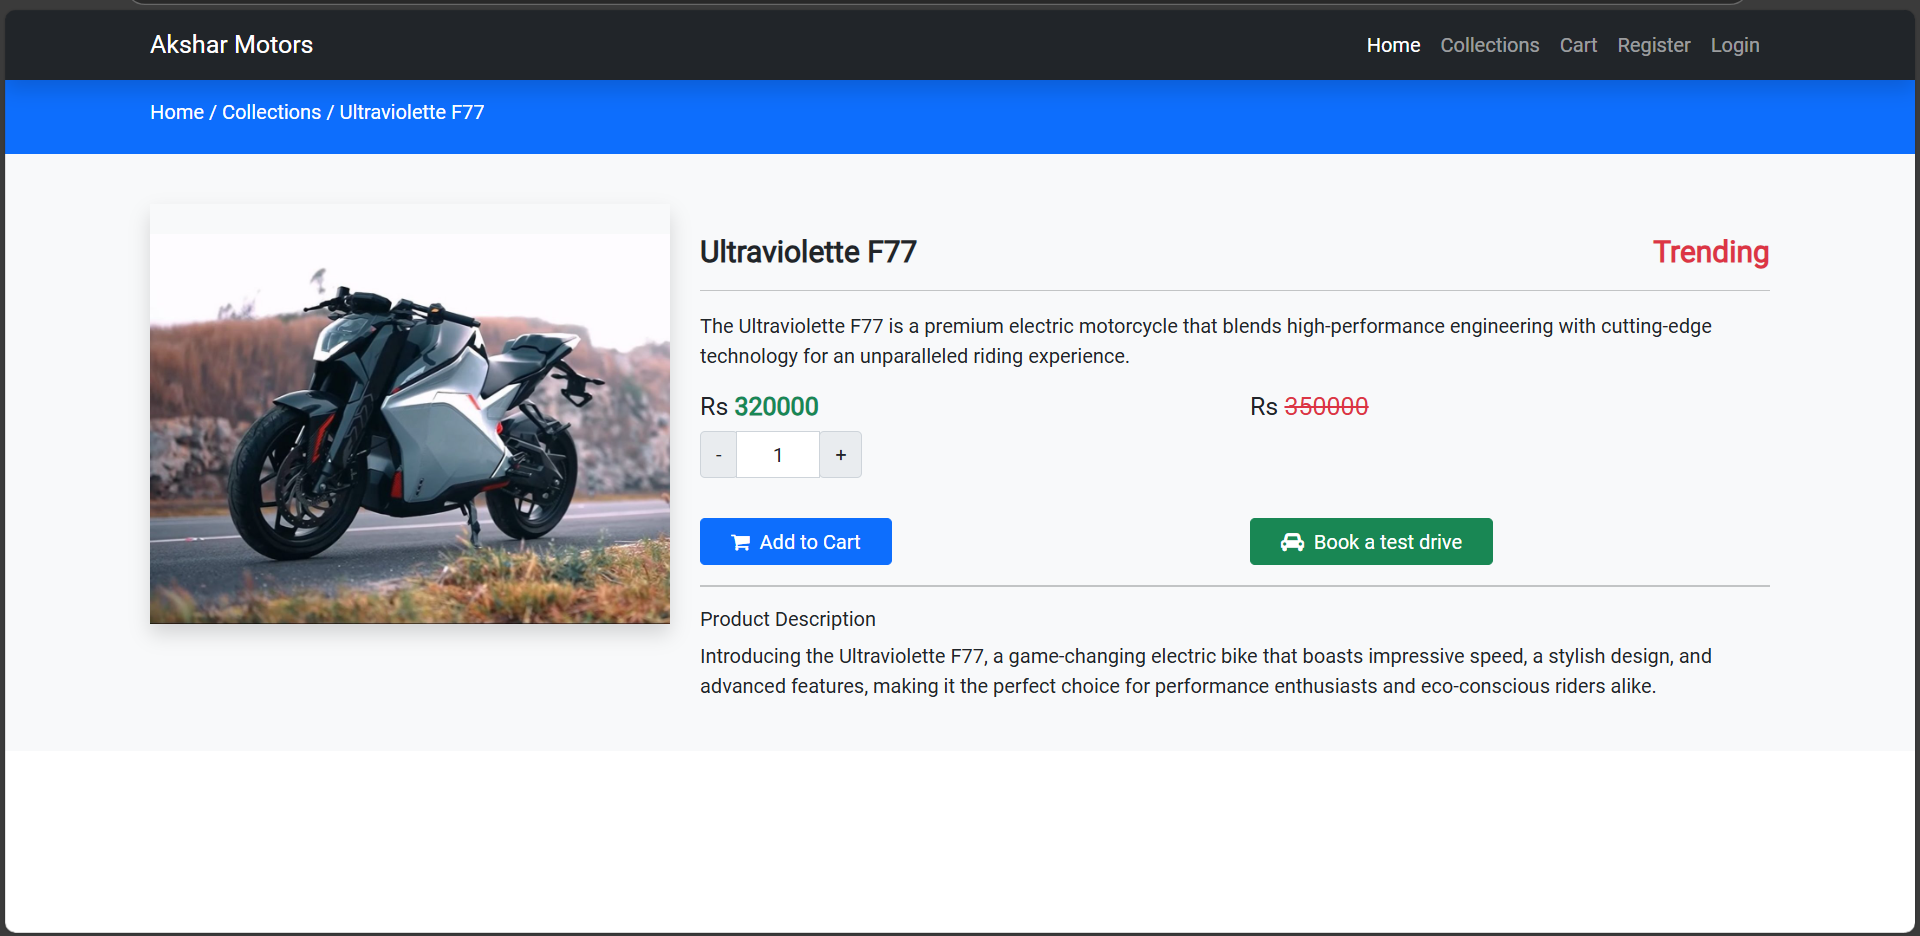 Akshar Motors
Home Collections Cart Register Login
Home / Collections / Ultraviolette F77
Ultraviolette F77
Trending
The Ultraviolette F77 is a premium electric motorcycle that blends high-performance engineering with cutting-edge
technology for an unparalleled riding experience.
Rs 320000
Rs 350000
- 1 +
Add to Cart
Book a test drive
Product Description
Introducing the Ultraviolette F77, a game-changing electric bike that boasts impressive speed, a stylish design, and
advanced features, making it the perfect choice for performance enthusiasts and eco-conscious riders alike.